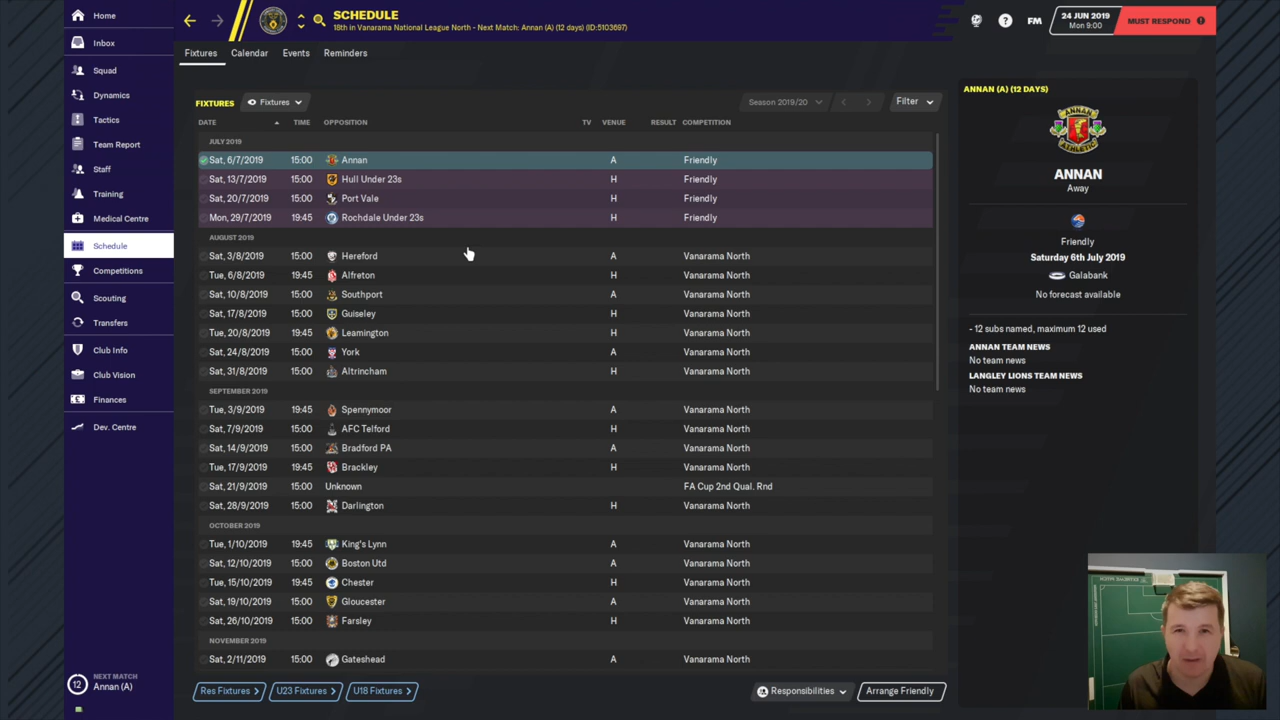 Home
Inbox
Squad
Dynamics
Tactics
Team Report
Staff
Training
Medical Centre
Schedule
Competitions
Scouting
Transfers
Club Info
Club Vision
Finances
Dev. Centre
12
NEXT MATCH
Annan (A)
SCHEDULE
18th in Vanarama National League North - Next Match: Annan (A) (12 days) (ID:5103697)
FM
24 JUN 2019
Mon 9:00
MUST RESPOND
Fixtures Calendar Events Reminders
FIXTURES Fixtures Season 2019/20 Filter
DATE TIME OPPOSITION TV VENUE RESULT COMPETITION
JULY 2019
Sat, 6/7/2019 15:00 Annan A Friendly
Sat, 13/7/2019 15:00 Hull Under 23s H Friendly
Sat, 20/7/2019 15:00 Port Vale H Friendly
Mon, 29/7/2019 19:45 Rochdale Under 23s H Friendly
AUGUST 2019
Sat, 3/8/2019 15:00 Hereford A Vanarama North
Tue, 6/8/2019 19:45 Alfreton H Vanarama North
Sat, 10/8/2019 15:00 Southport A Vanarama North
Sat, 17/8/2019 15:00 Guiseley H Vanarama North
Tue, 20/8/2019 19:45 Leamington H Vanarama North
Sat, 24/8/2019 15:00 York A Vanarama North
Sat, 31/8/2019 15:00 Altrincham H Vanarama North
SEPTEMBER 2019
Tue, 3/9/2019 19:45 Spennymoor A Vanarama North
Sat, 7/9/2019 15:00 AFC Telford H Vanarama North
Sat, 14/9/2019 15:00 Bradford PA A Vanarama North
Tue, 17/9/2019 19:45 Brackley H Vanarama North
Sat, 21/9/2019 15:00 Unknown FA Cup 2nd Qual. Rnd
Sat, 28/9/2019 15:00 Darlington H Vanarama North
OCTOBER 2019
Tue, 1/10/2019 19:45 King's Lynn A Vanarama North
Sat, 12/10/2019 15:00 Boston Utd A Vanarama North
Tue, 15/10/2019 19:45 Chester H Vanarama North
Sat, 19/10/2019 15:00 Gloucester A Vanarama North
Sat, 26/10/2019 15:00 Farsley H Vanarama North
NOVEMBER 2019
Sat, 2/11/2019 15:00 Gateshead A Vanarama North
Res Fixtures U23 Fixtures U18 Fixtures Responsibilities Arrange Friendly
ANNAN (A) (12 DAYS)
ANNAN
ATHLETIC
ANNAN
Away
Friendly
Saturday 6th July 2019
Galabank
No forecast available
- 12 subs named, maximum 12 used
ANNAN TEAM NEWS
No team news
LANGLEY LIONS TEAM NEWS
No team news